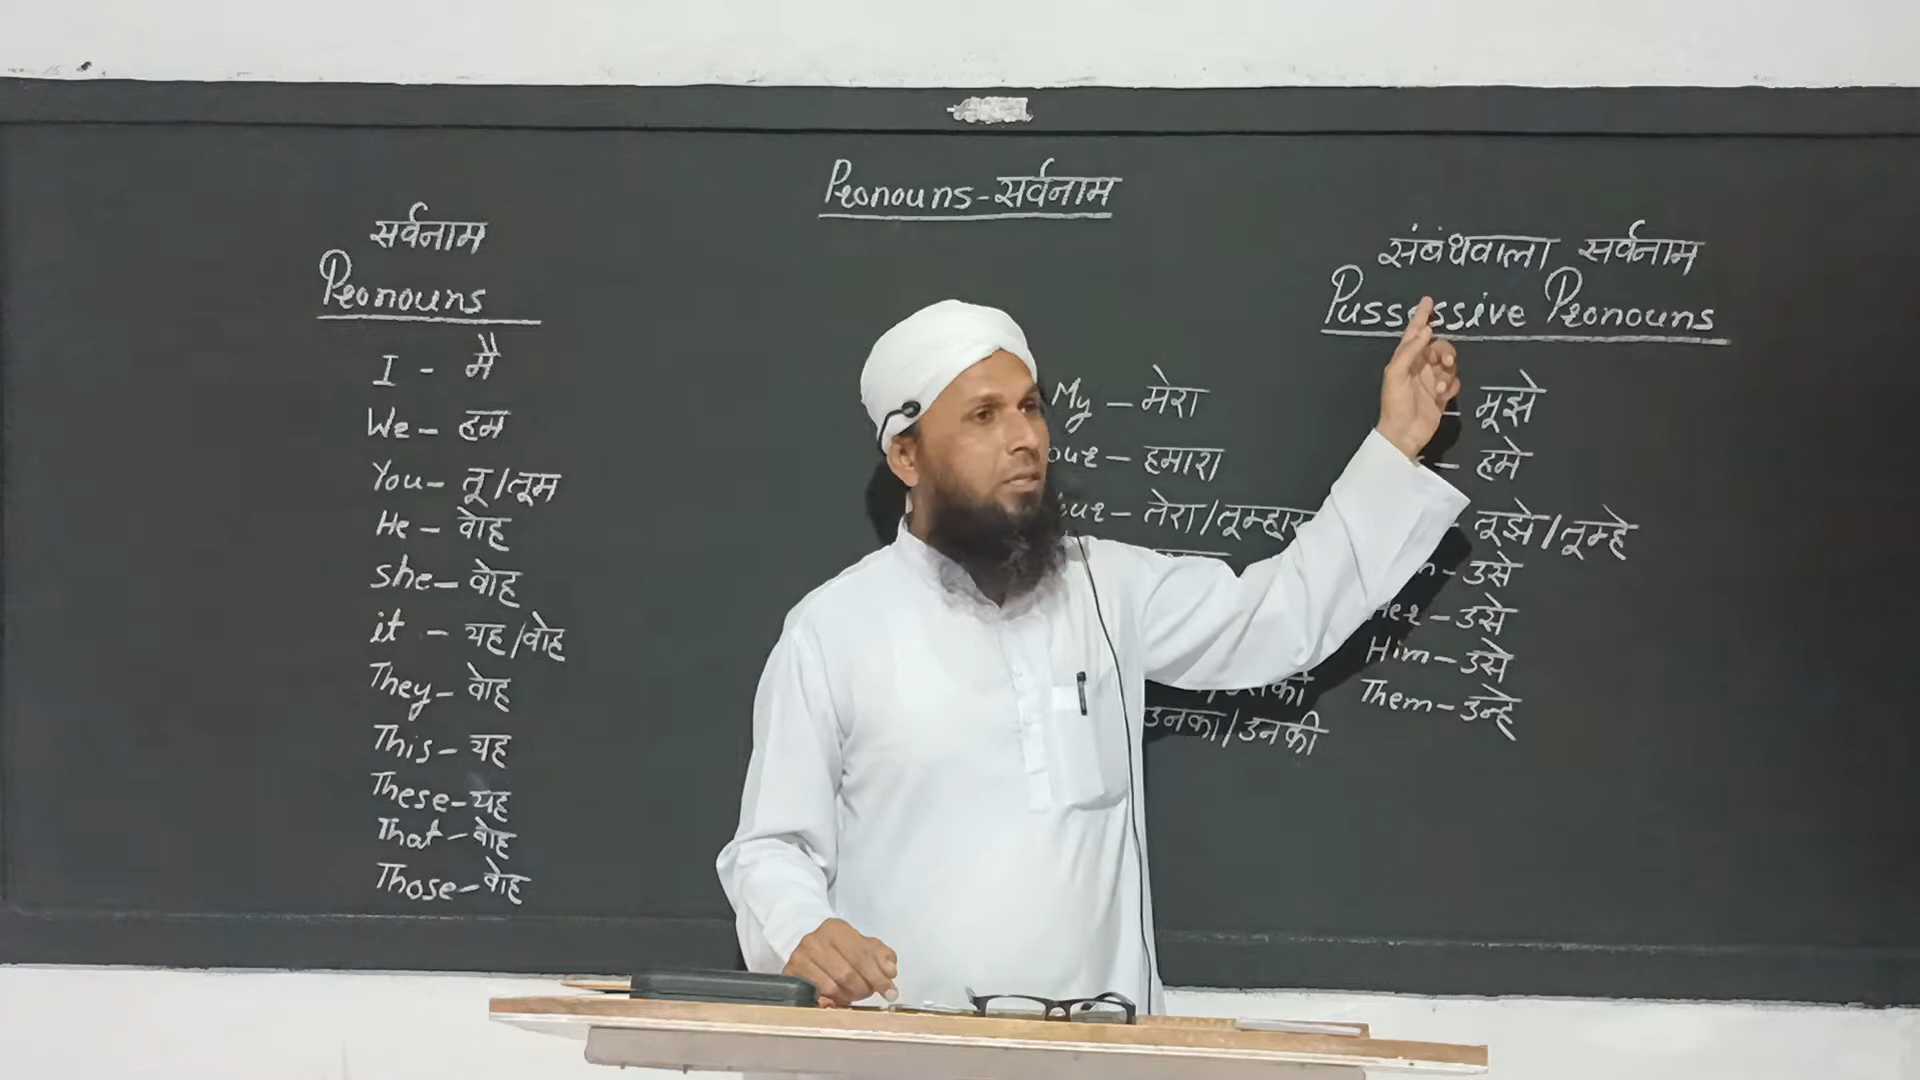 Pronouns-सर्वनाम
सर्वनाम
Pronouns
I - मै
We - हम
You - तू/तूम
He - वोह
she - वोह
it - यह/वोह
They - वोह
This - यह
These - यह
That - वोह
Those - वोह
My - मेरा
हमारा
तेरा/तूम्हारा
उनका/उनकी
संबंधवाला सर्वनाम
Pussessive Pronouns
मूझे
हमे
तूझे/तूम्हे
उसे
Her - उसे
Him - उसे
Them - उन्हे